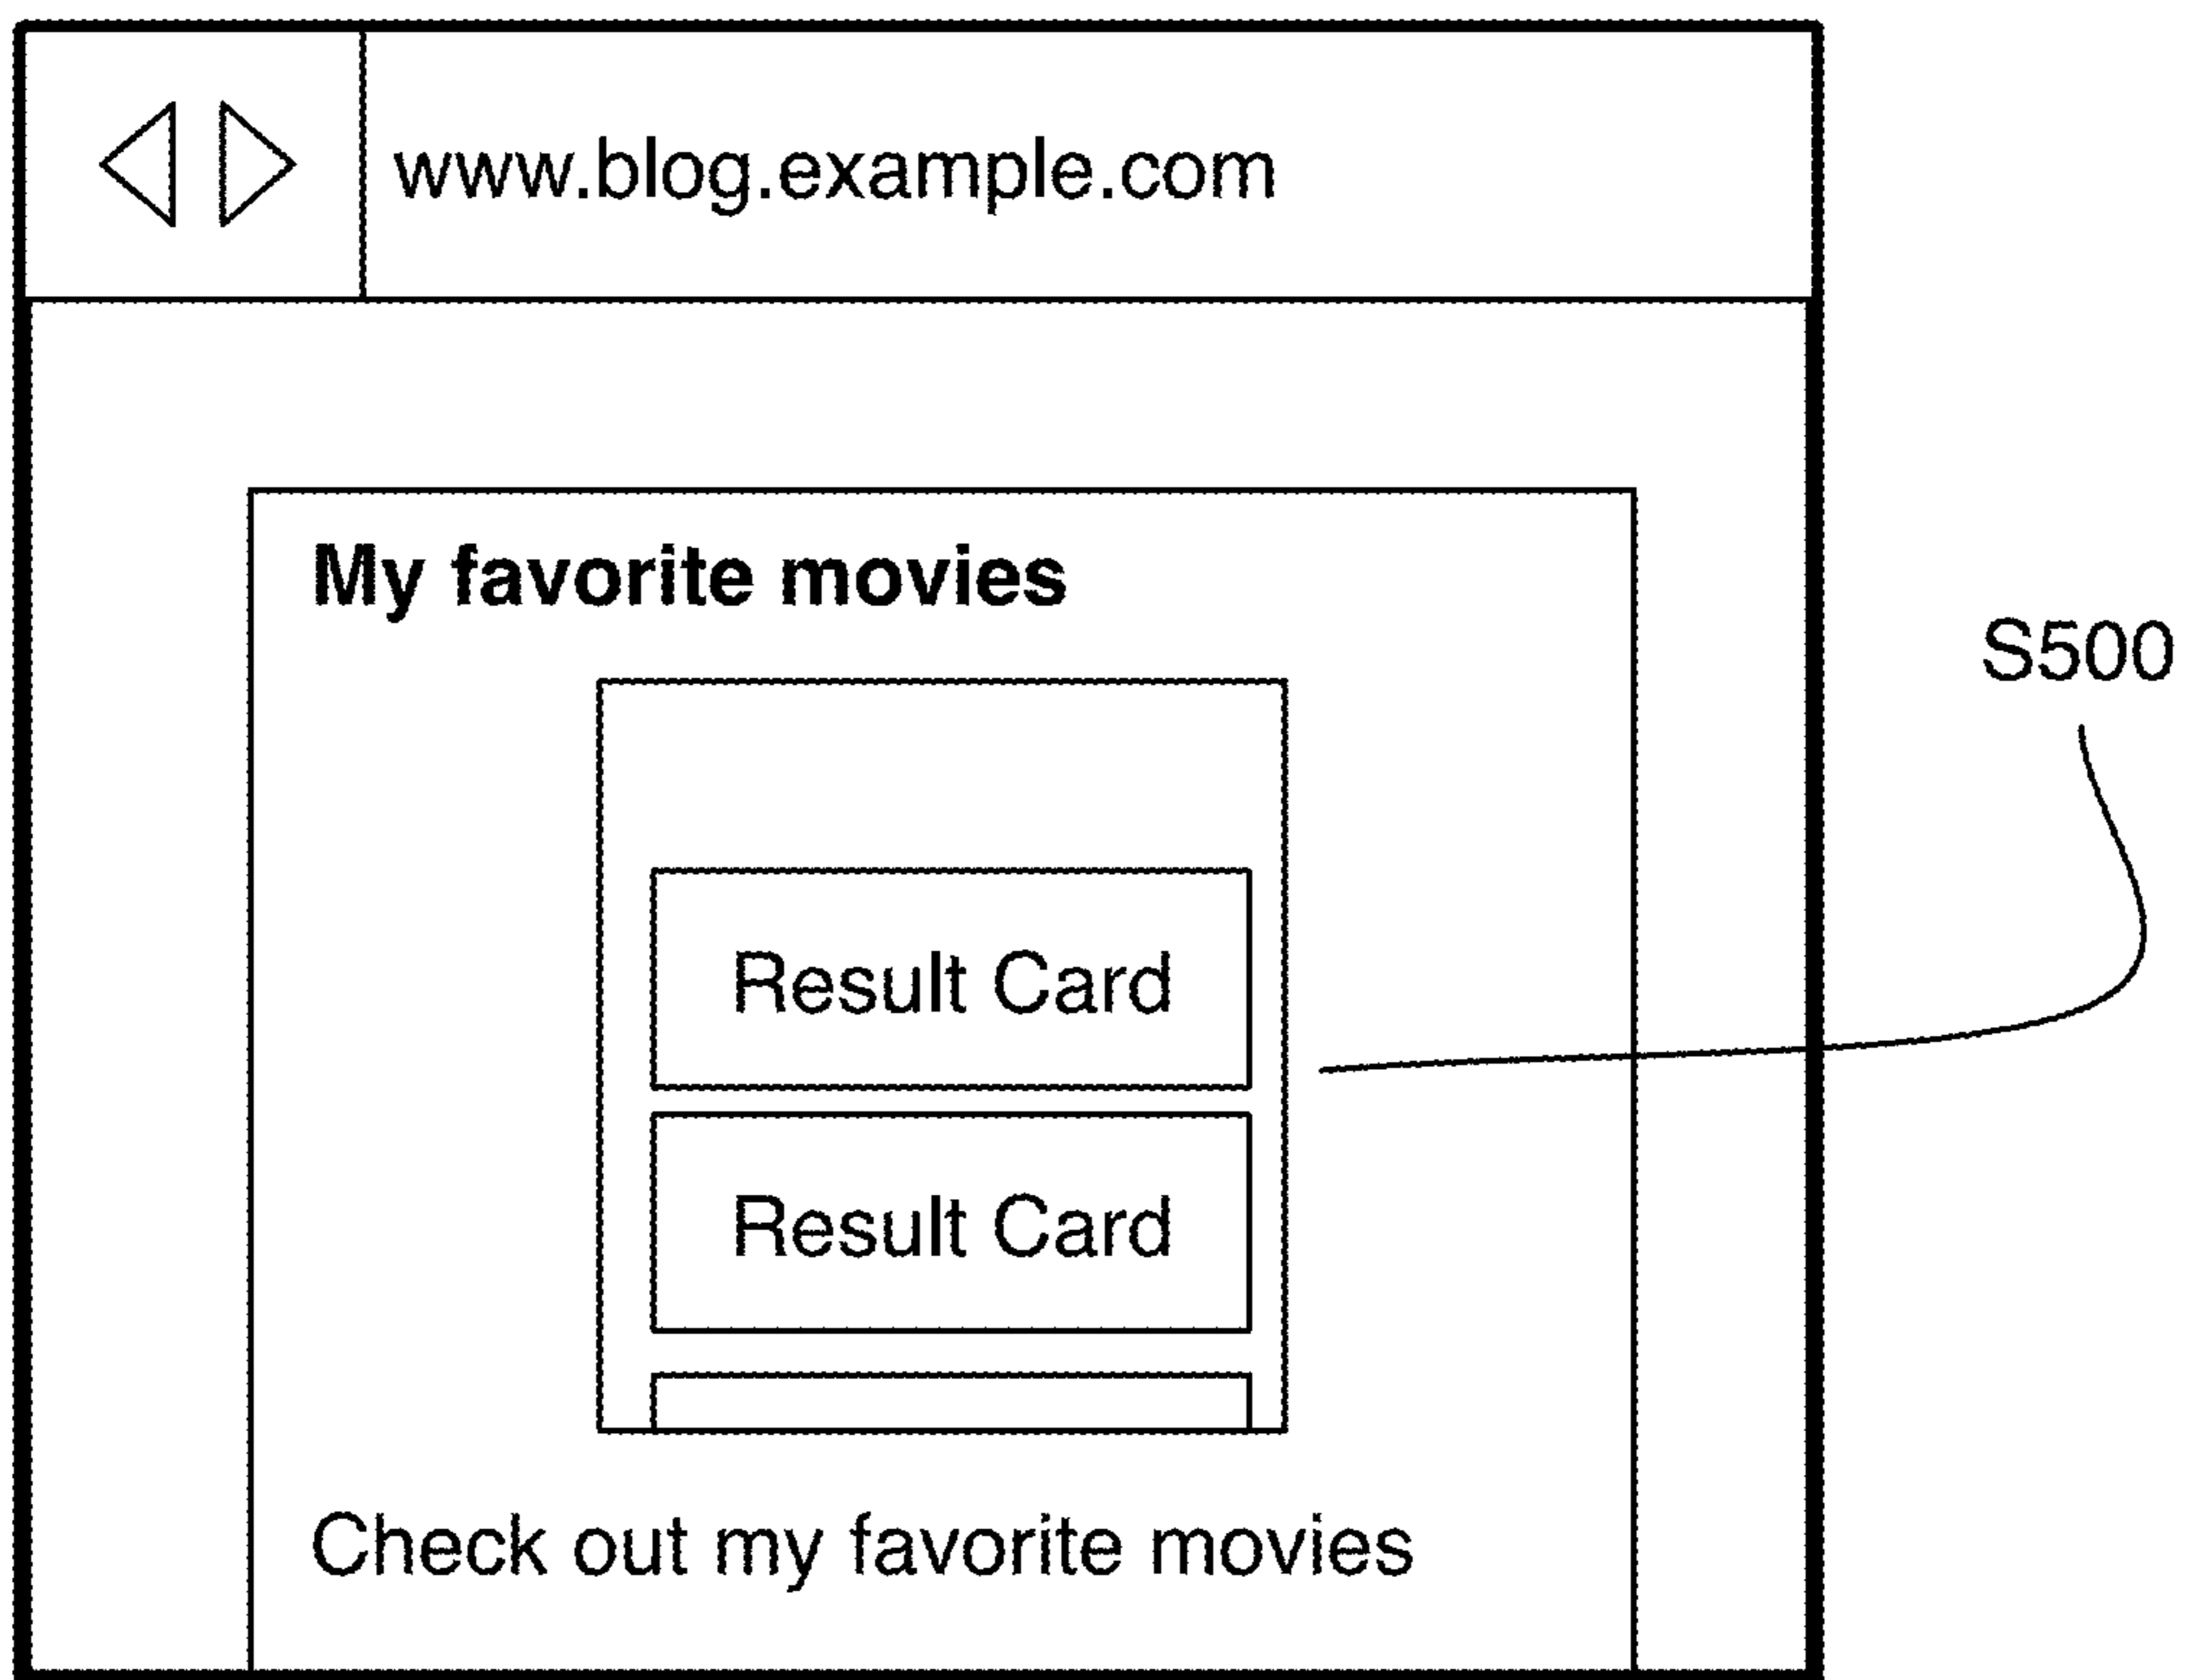 www.blog.example.com
My favorite movies
S500
Result Card
Result Card
Check out my favorite movies